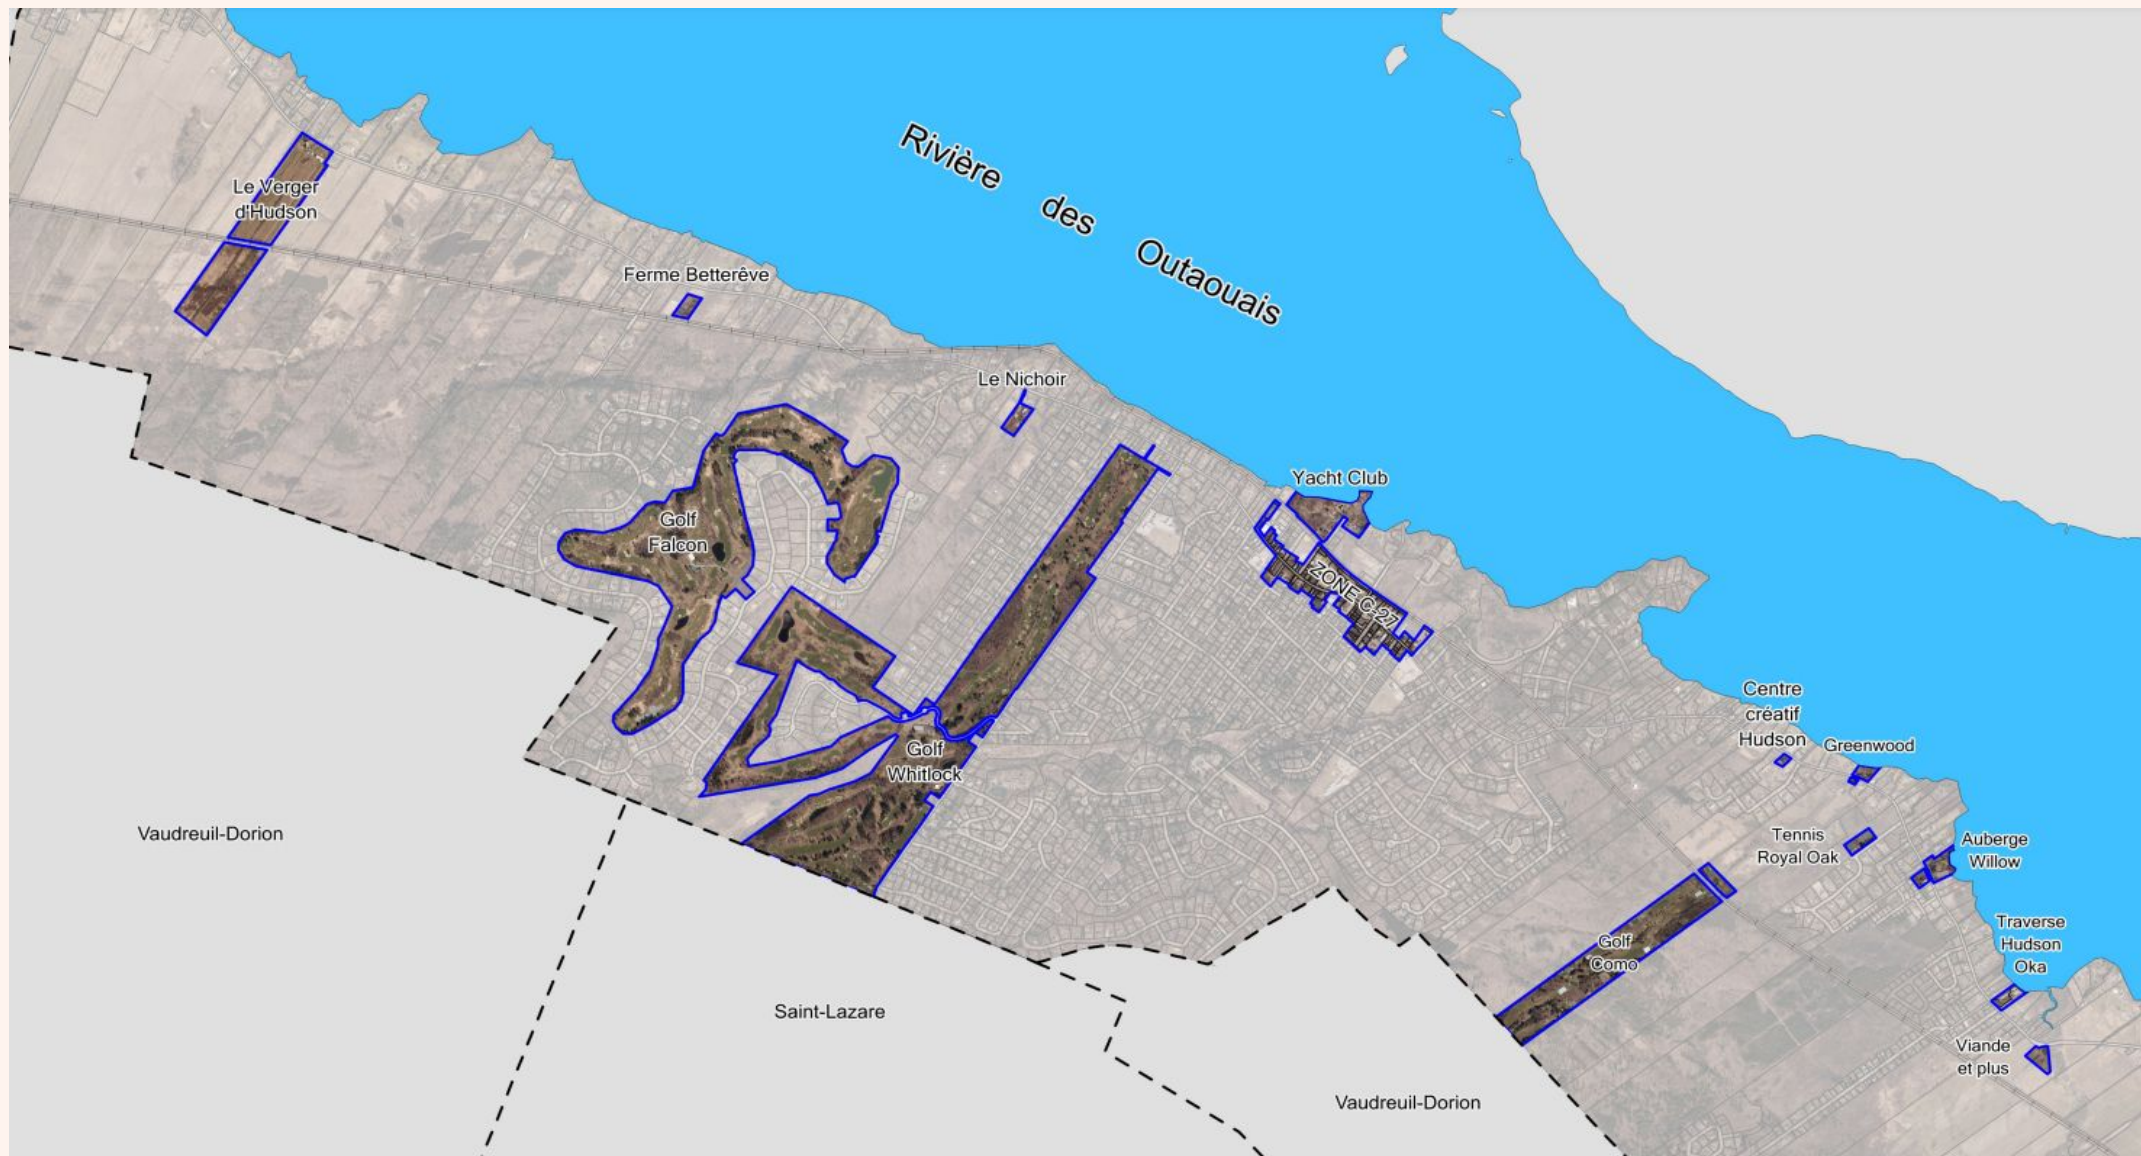 Rivière des Outaouais
Le Verger
d'Hudson
Ferme Betterêve
Le Nichoir
Yacht Club
Golf
Falcon
ZONE C-27
Centre
créatif
Hudson
Greenwood
Golf
Whitlock
Tennis
Royal Oak
Auberge
Willow
Vaudreuil-Dorion
Golf
Como
Traverse
Hudson
Oka
Saint-Lazare
Viande
et plus
Vaudreuil-Dorion